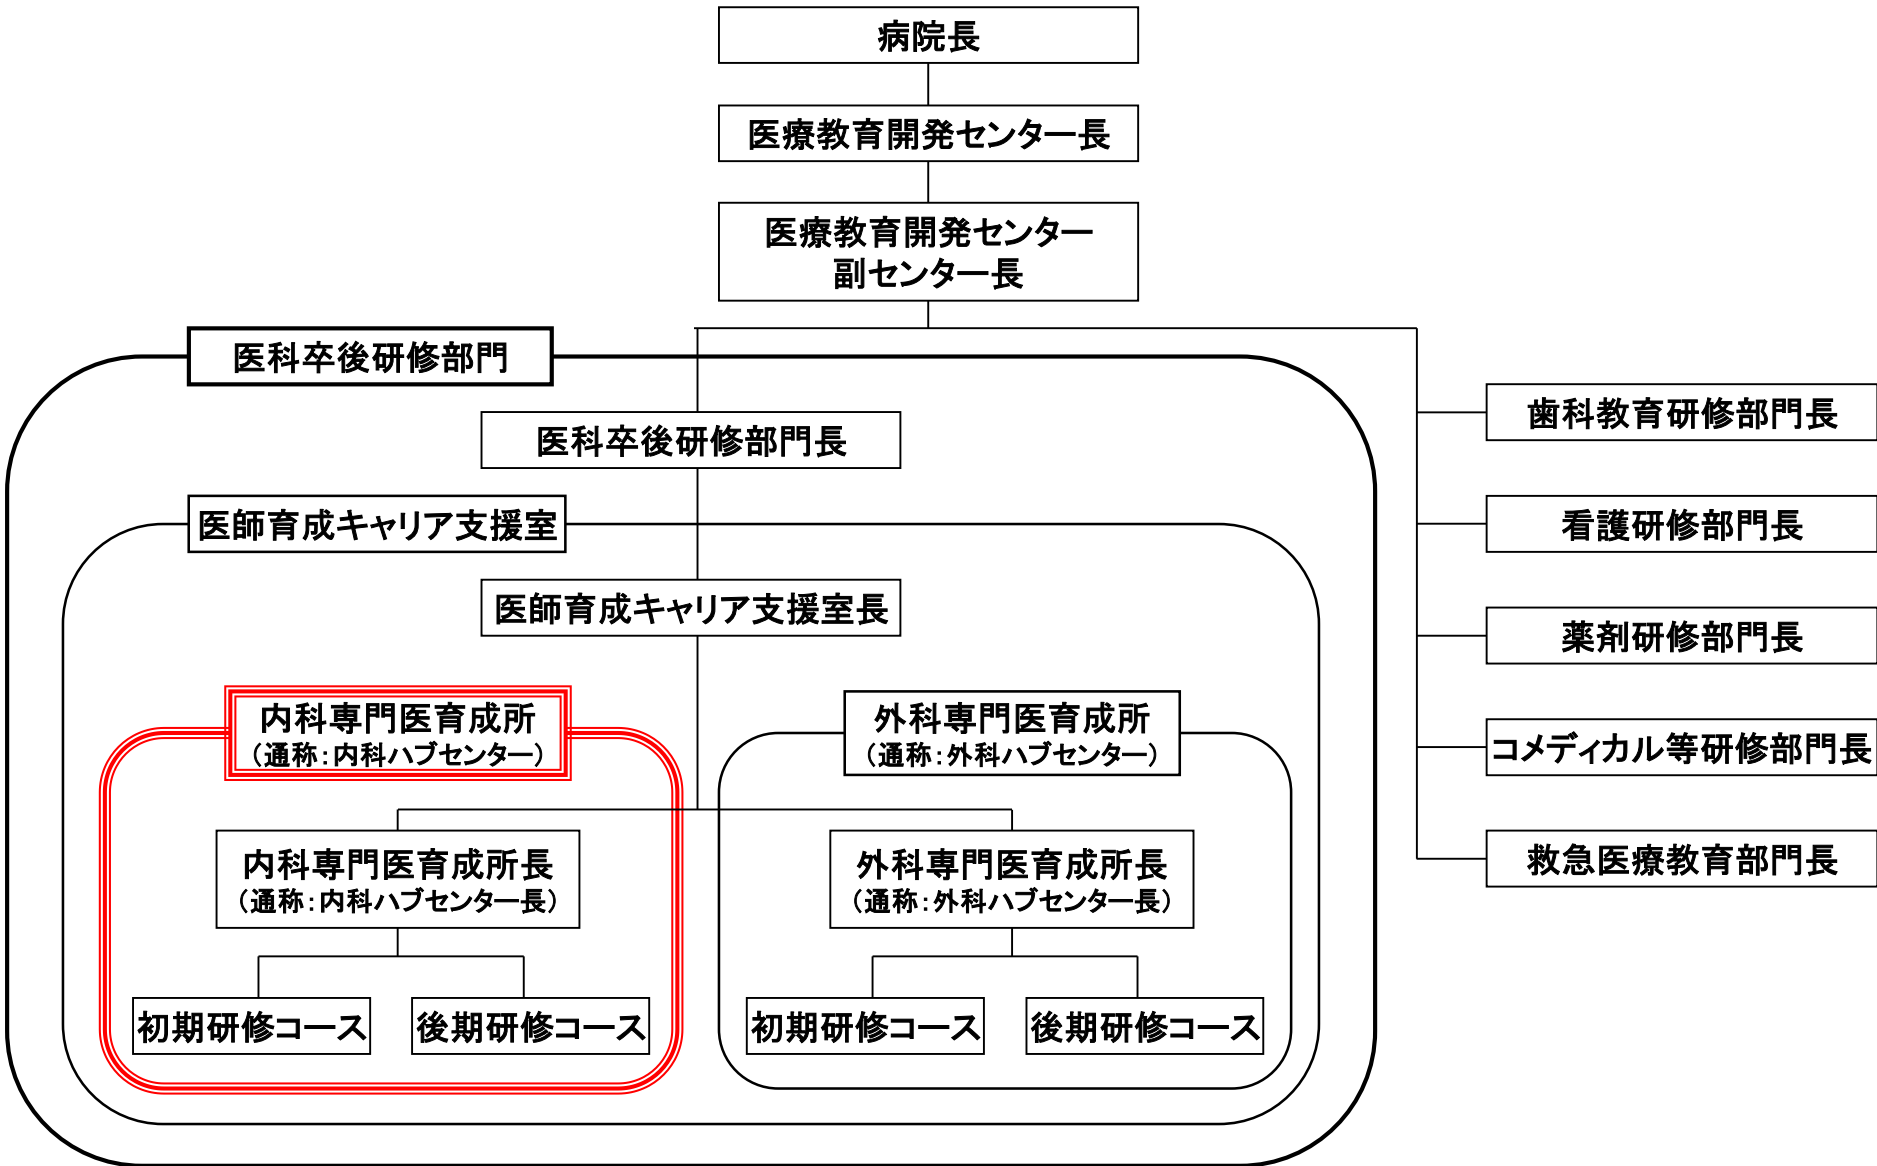 病院長
医療教育開発センター長
医療教育開発センター
副センター長
医科卒後研修部門
医科卒後研修部門長
医師育成キャリア支援室
医師育成キャリア支援室長
内科専門医育成所
（通称：内科ハブセンター）
外科専門医育成所
（通称：外科ハブセンター）
内科専門医育成所長
（通称：内科ハブセンター長）
外科専門医育成所長
（通称：外科ハブセンター長）
初期研修コース
後期研修コース
初期研修コース
後期研修コース
歯科教育研修部門長
看護研修部門長
薬剤研修部門長
コメディカル等研修部門長
救急医療教育部門長